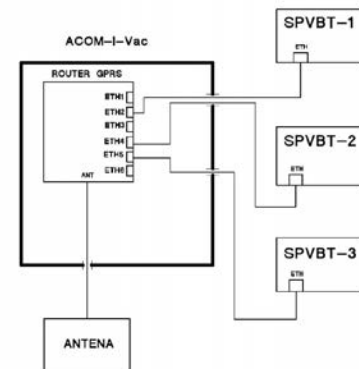 SPVBT-1
ETH
ACOM-I-Vac
ROUTER GPRS
ETH1
ETH2
ETH3
ETH4
ETH5
ETH6
ANT
SPVBT-2
ETH
SPVBT-3
ETH
ANTENA